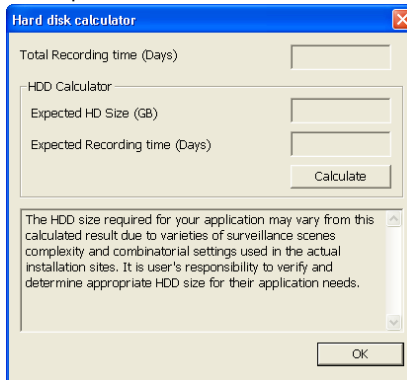 Hard disk calculator
Total Recording time (Days)
HDD Calculator
Expected HD Size (GB)
Expected Recording time (Days)
Calculate
The HDD size required for your application may vary from this
calculated result due to varieties of surveillance scenes
complexity and combinatorial settings used in the actual
installation sites. It is user's responsibility to verify and
determine appropriate HDD size for their application needs.
OK